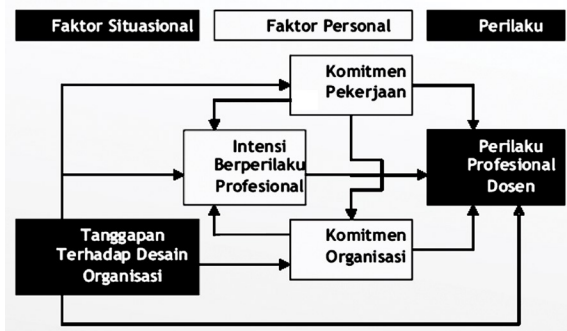 Faktor Situasional
Faktor Personal
Perilaku
Komitmen
Pekerjaan
Intensi
Berperilaku
Profesional
Perilaku
Profesional
Dosen
Tanggapan
Terhadap Desain
Organisasi
Komitmen
Organisasi